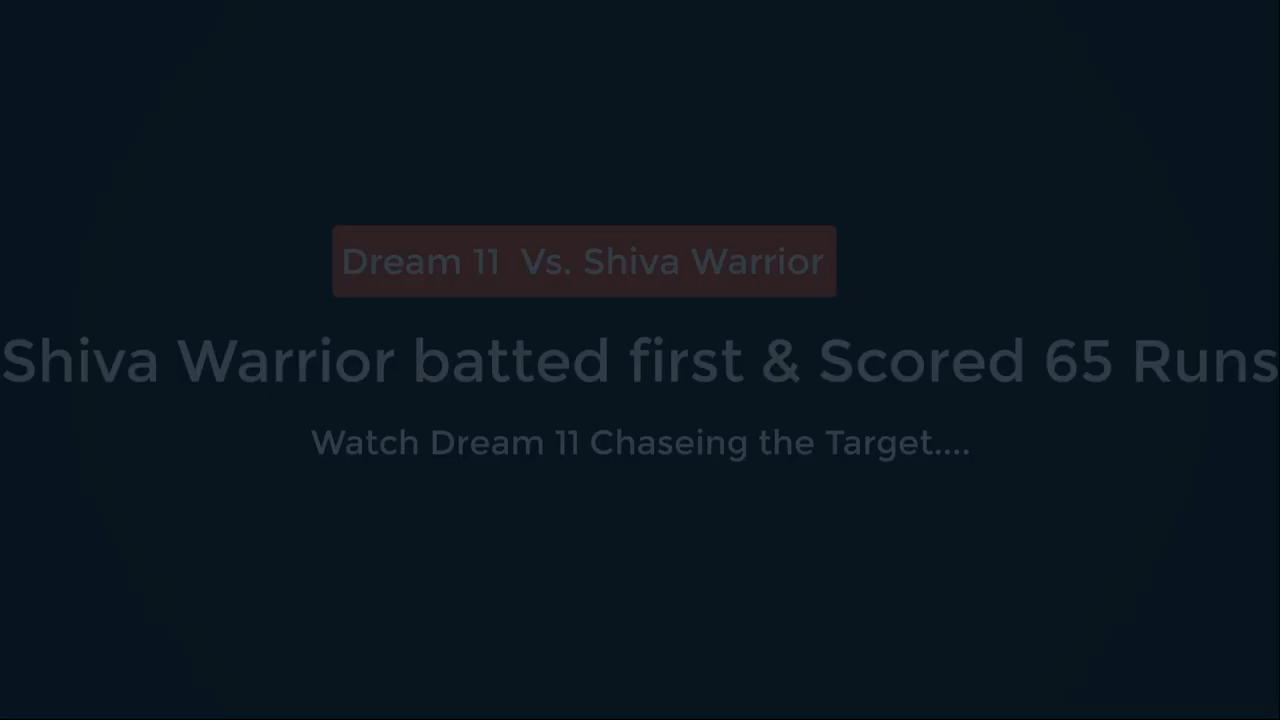 Dream 11  Vs. Shiva Warrior
Shiva Warrior batted first & Scored 65 Runs
Watch Dream 11 Chaseing the Target....